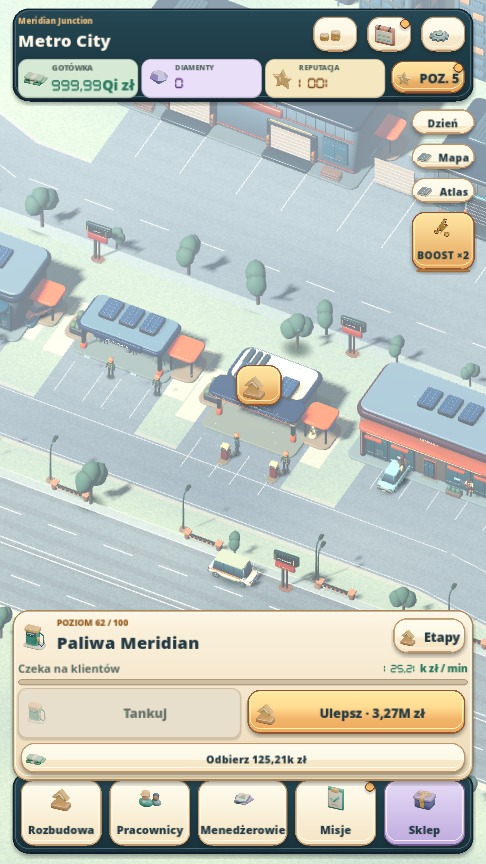 Meridian Junction
Metro City
GOTÓWKA
999,99Qi zł
DIAMENTY
0
REPUTACJA
POZ. 5
Dzień
Mapa
Atlas
BOOST ×2
POZIOM 62 / 100
Paliwa Meridian
Etapy
Czeka na klientów
k zł / min
Tankuj
Ulepsz · 3,27M zł
Odbierz 125,21k zł
Rozbudowa
Pracownicy
Menedżerowie
Misje
Sklep